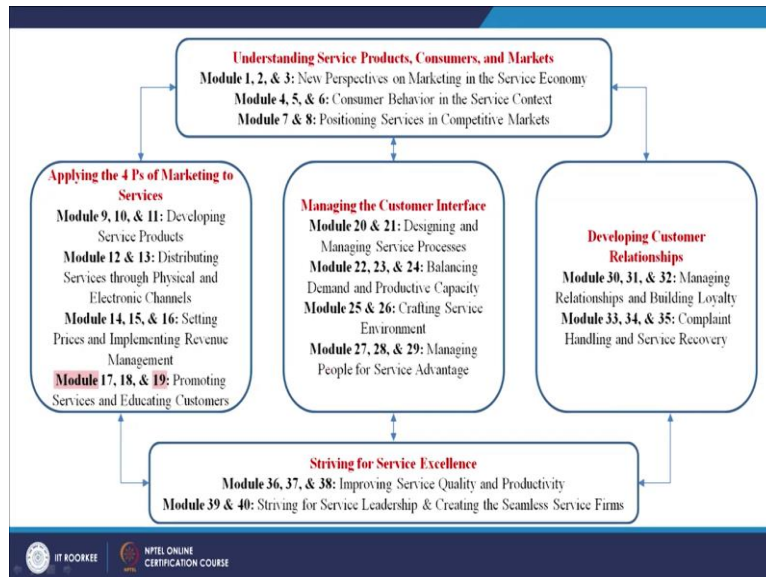 Understanding Service Products, Consumers, and Markets
Module 1, 2, & 3: New Perspectives on Marketing in the Service Economy
Module 4, 5, & 6: Consumer Behavior in the Service Context
Module 7 & 8: Positioning Services in Competitive Markets
Applying the 4 Ps of Marketing to
Services
Module 9, 10, & 11: Developing
Service Products
Module 12 & 13: Distributing
Services through Physical and
Electronic Channels
Module 14, 15, & 16: Setting
Prices and Implementing Revenue
Management
Module 17, 18, & 19: Promoting
Services and Educating Customers
Managing the Customer Interface
Module 20 & 21: Designing and
Managing Service Processes
Module 22, 23, & 24: Balancing
Demand and Productive Capacity
Module 25 & 26: Crafting Service
Environment
Module 27, 28, & 29: Managing
People for Service Advantage
Developing Customer
Relationships
Module 30, 31, & 32: Managing
Relationships and Building Loyalty
Module 33, 34, & 35: Complaint
Handling and Service Recovery
Striving for Service Excellence
Module 36, 37, & 38: Improving Service Quality and Productivity
Module 39 & 40: Striving for Service Leadership & Creating the Seamless Service Firms
IIT ROORKEE
NPTEL ONLINE
CERTIFICATION COURSE